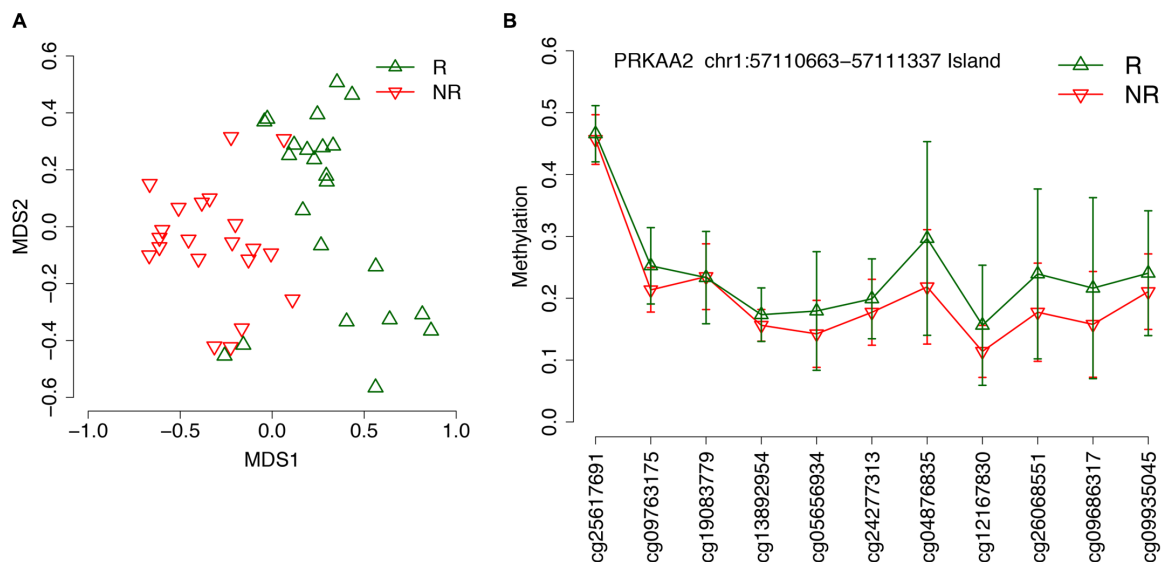 A
0.6
0.4
0.2
0.0
−0.2
−0.4
−0.6
MDS2
R
NR
−1.0 −0.5 0.0 0.5 1.0
MDS1
B
PRKAA2 chr1:57110663−57111337 Island
R
NR
0.6
0.5
0.4
0.3
0.2
0.1
0.0
Methylation
cg25617691
cg09763175
cg19083779
cg13892954
cg05656934
cg24277313
cg04876835
cg12167830
cg26068551
cg09686317
cg09935045